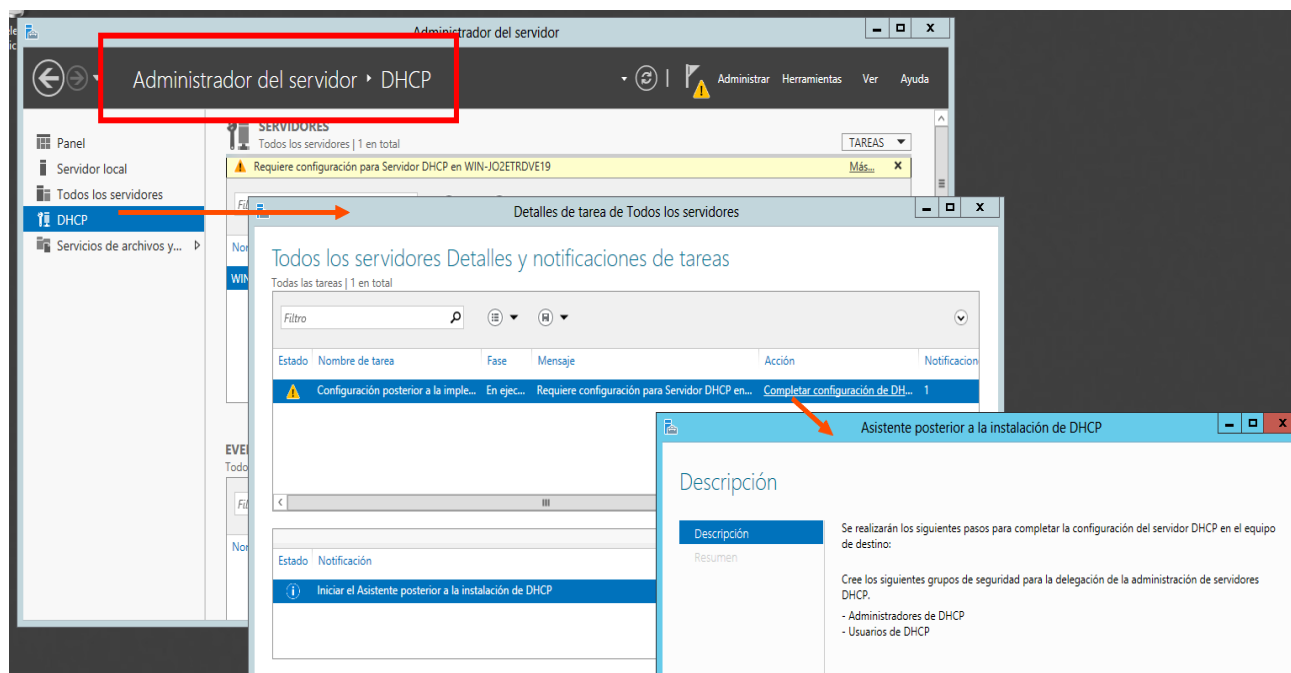 Administrador del servidor
Administrador del servidor ‣ DHCP
Administrar Herramientas Ver Ayuda
Panel
Servidor local
Todos los servidores
DHCP
Servicios de archivos y...
SERVIDORES
Todos los servidores | 1 en total
TAREAS
Requiere configuración para Servidor DHCP en WIN-JO2ETRDVE19 Más...
Fil
Nor
WIN
EVE
Todo
Fil
Nor
Detalles de tarea de Todos los servidores
Todos los servidores Detalles y notificaciones de tareas
Todas las tareas | 1 en total
Filtro
Estado Nombre de tarea Fase Mensaje Acción Notificacion
Configuración posterior a la imple... En ejec... Requiere configuración para Servidor DHCP en... Completar configuración de DH... 1
Estado Notificación
Iniciar el Asistente posterior a la instalación de DHCP
Asistente posterior a la instalación de DHCP
Descripción
Descripción
Resumen
Se realizarán los siguientes pasos para completar la configuración del servidor DHCP en el equipo
de destino:
Cree los siguientes grupos de seguridad para la delegación de la administración de servidores
DHCP.
- Administradores de DHCP
- Usuarios de DHCP